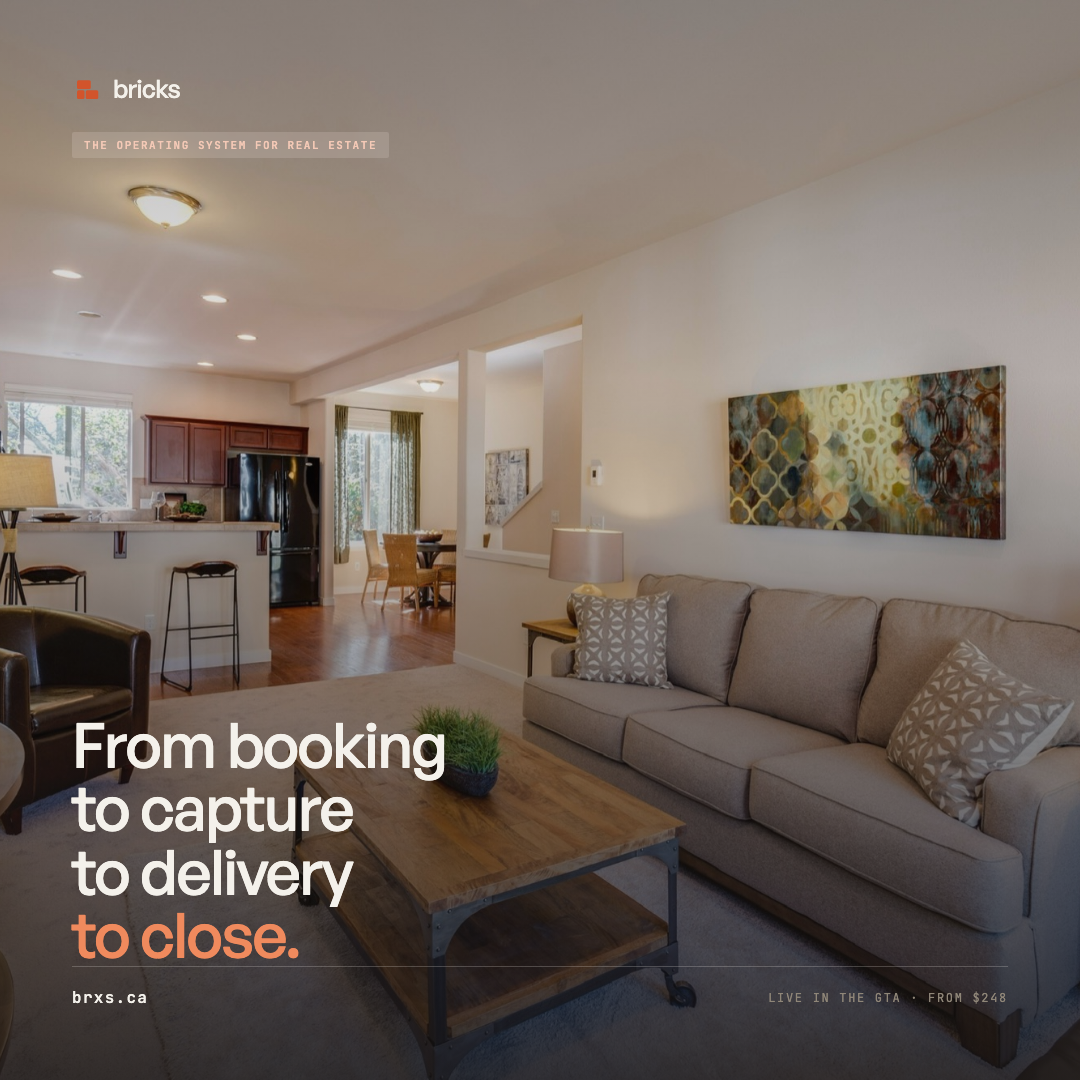 bricks
THE OPERATING SYSTEM FOR REAL ESTATE
From booking
to capture
to delivery
to close.
brxs.ca
LIVE IN THE GTA · FROM $248